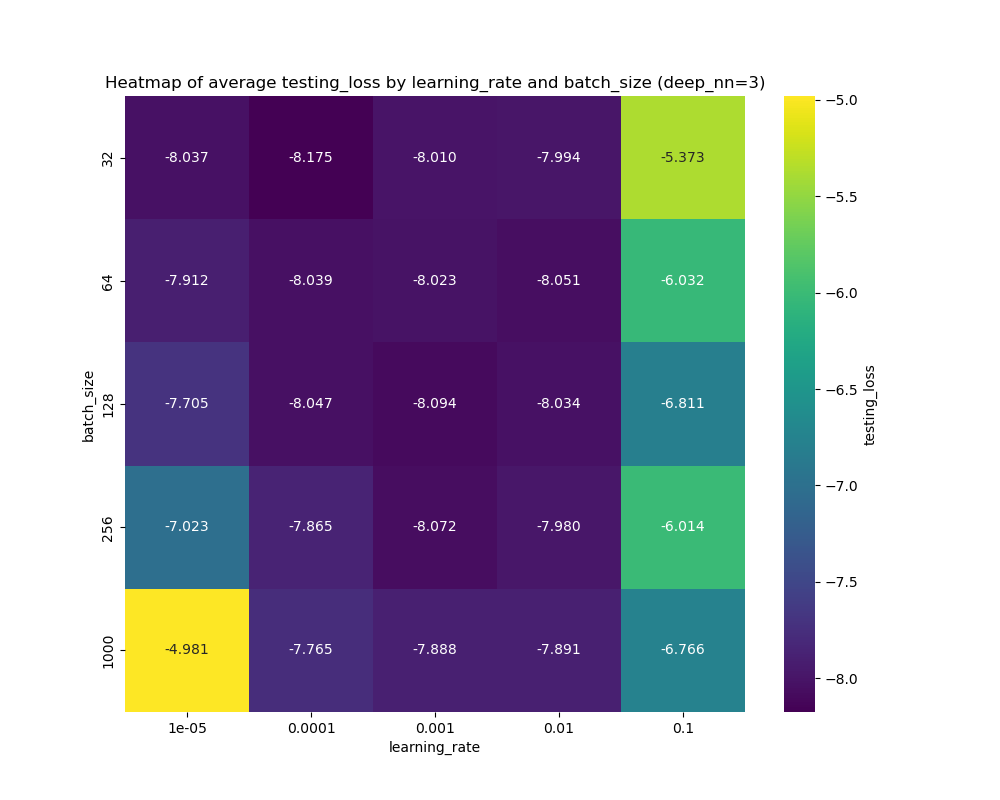 Heatmap of average testing_loss by learning_rate and batch_size (deep_nn=3)
batch_size
32
-8.037 -8.175 -8.010 -7.994 -5.373
64
-7.912 -8.039 -8.023 -8.051 -6.032
128
-7.705 -8.047 -8.094 -8.034 -6.811
256
-7.023 -7.865 -8.072 -7.980 -6.014
1000
-4.981 -7.765 -7.888 -7.891 -6.766
1e-05 0.0001 0.001 0.01 0.1
learning_rate
−5.0
−5.5
−6.0
−6.5
−7.0
−7.5
−8.0
testing_loss